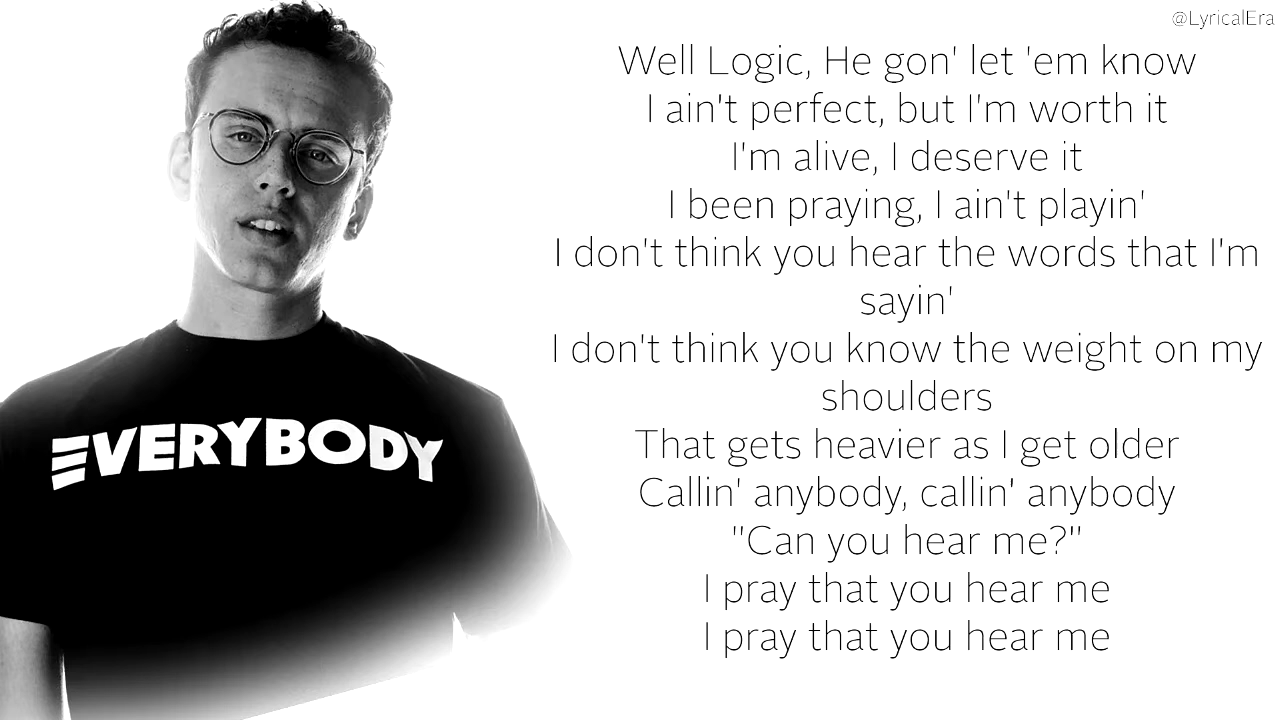 @LyricalEra
Well Logic, He gon' let 'em know
I ain't perfect, but I'm worth it
I'm alive, I deserve it
I been praying, I ain't playin'
I don't think you hear the words that I'm
sayin'
I don't think you know the weight on my
shoulders
That gets heavier as I get older
Callin' anybody, callin' anybody
"Can you hear me?"
I pray that you hear me
I pray that you hear me
EVERYBODY